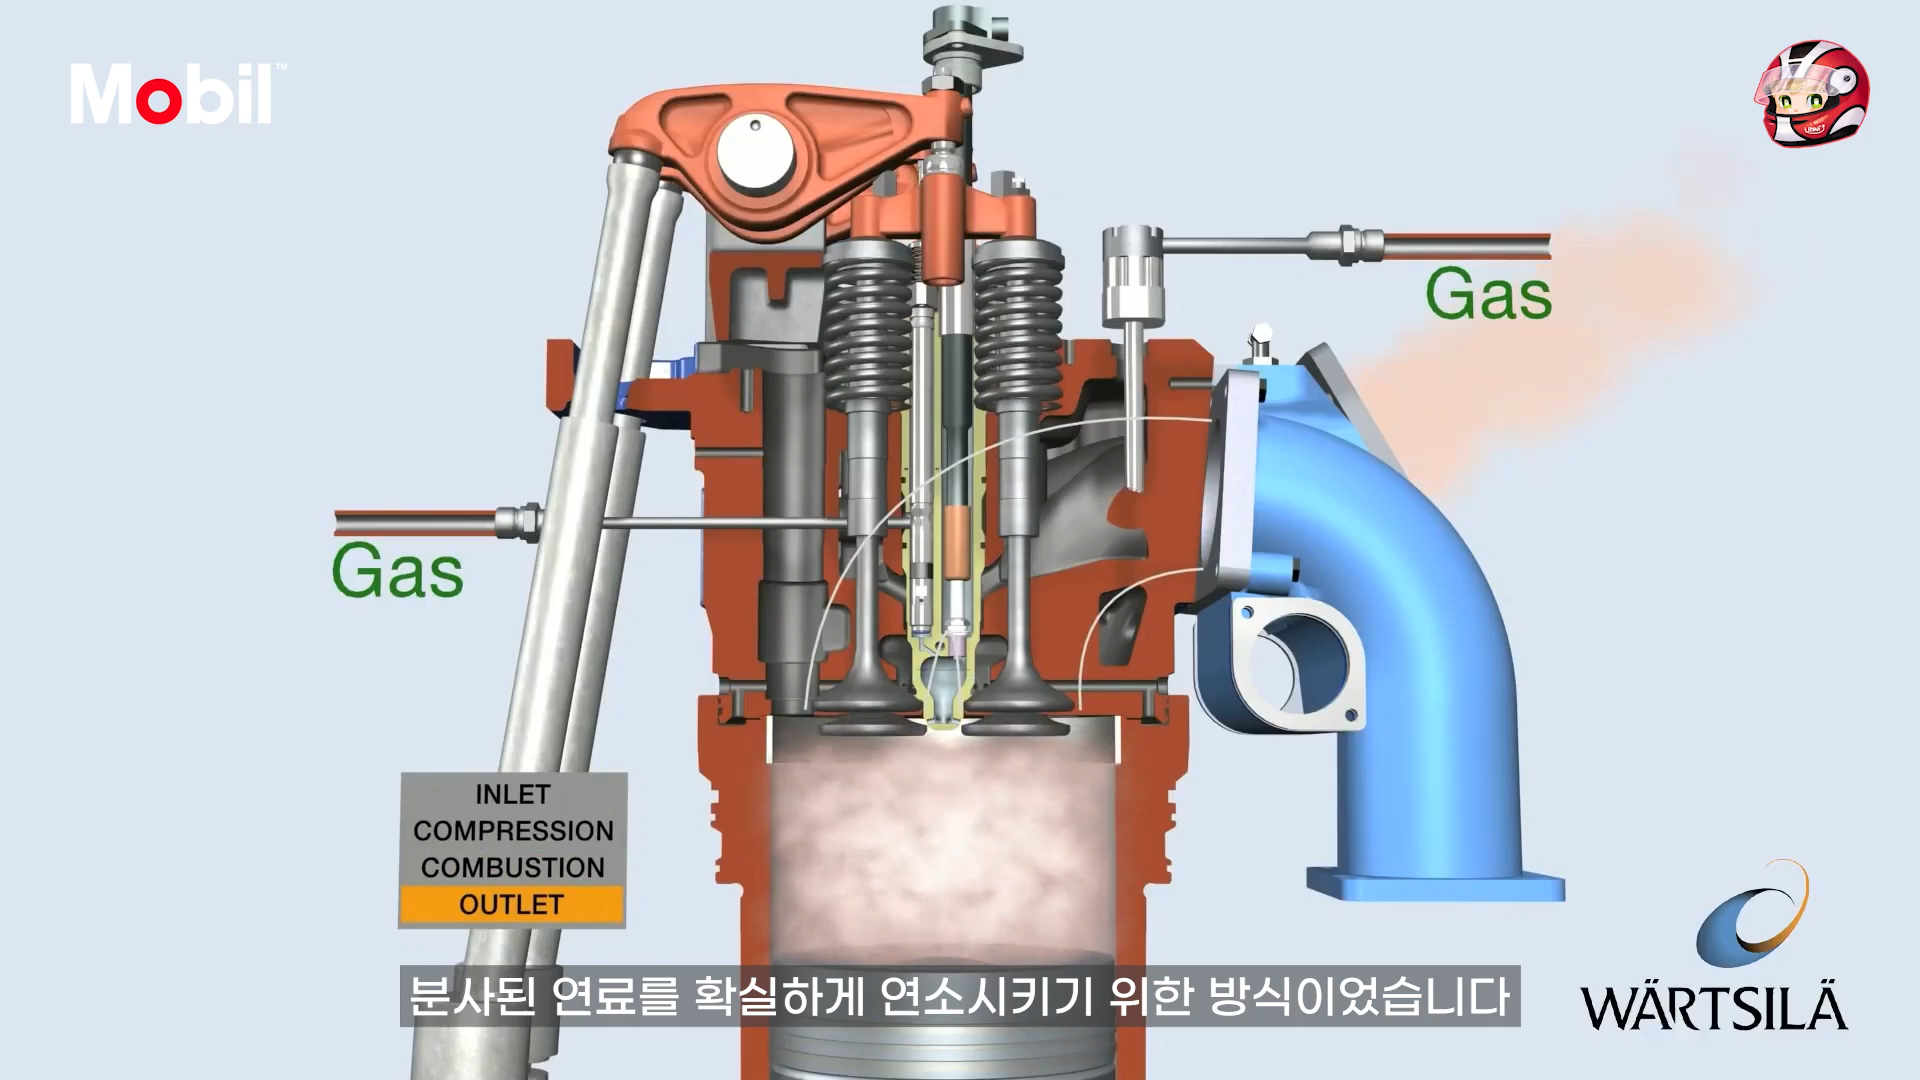 Mobil™
Gas
Gas
INLET
COMPRESSION
COMBUSTION
OUTLET
분사된 연료를 확실하게 연소시키기 위한 방식이었습니다
WÄRTSILÄ